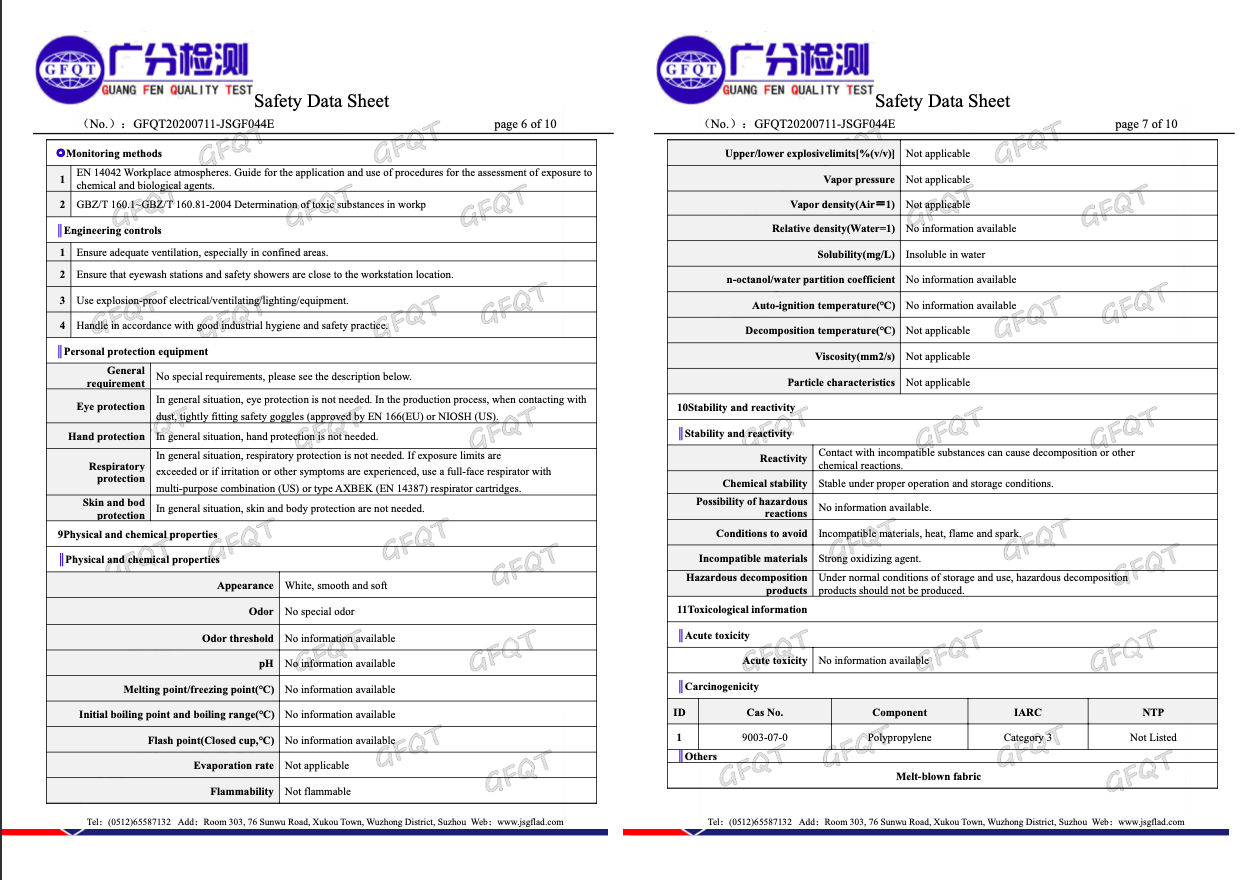 GFQT
广分检测
GUANG FEN QUALITY TEST
Safety Data Sheet
（No.）：GFQT20200711-JSGF044E page 6 of 10
Monitoring methods
1 EN 14042 Workplace atmospheres. Guide for the application and use of procedures for the assessment of exposure to
chemical and biological agents.
2 GBZ/T 160.1~GBZ/T 160.81-2004 Determination of toxic substances in workp
Engineering controls
1 Ensure adequate ventilation, especially in confined areas.
2 Ensure that eyewash stations and safety showers are close to the workstation location.
3 Use explosion-proof electrical/ventilating/lighting/equipment.
4 Handle in accordance with good industrial hygiene and safety practice.
Personal protection equipment
General
requirement
No special requirements, please see the description below.
Eye protection
In general situation, eye protection is not needed. In the production process, when contacting with
dust, tightly fitting safety goggles (approved by EN 166(EU) or NIOSH (US).
Hand protection In general situation, hand protection is not needed.
Respiratory
protection
In general situation, respiratory protection is not needed. If exposure limits are
exceeded or if irritation or other symptoms are experienced, use a full-face respirator with
multi-purpose combination (US) or type AXBEK (EN 14387) respirator cartridges.
Skin and bod
protection
In general situation, skin and body protection are not needed.
9Physical and chemical properties
Physical and chemical properties
Appearance White, smooth and soft
Odor No special odor
Odor threshold No information available
pH No information available
Melting point/freezing point(℃) No information available
Initial boiling point and boiling range(℃) No information available
Flash point(Closed cup,℃) No information available
Evaporation rate Not applicable
Flammability Not flammable
Tel：(0512)65587132 Add：Room 303, 76 Sunwu Road, Xukou Town, Wuzhong District, Suzhou Web：www.jsgflad.com
GFQT
广分检测
GUANG FEN QUALITY TEST
Safety Data Sheet
（No.）：GFQT20200711-JSGF044E page 7 of 10
Upper/lower explosivelimits[%(v/v)] Not applicable
Vapor pressure Not applicable
Vapor density(Air＝1) Not applicable
Relative density(Water=1) No information available
Solubility(mg/L) Insoluble in water
n-octanol/water partition coefficient No information available
Auto-ignition temperature(℃) No information available
Decomposition temperature(℃) Not applicable
Viscosity(mm2/s) Not applicable
Particle characteristics Not applicable
10Stability and reactivity
Stability and reactivity
Reactivity
Contact with incompatible substances can cause decomposition or other
chemical reactions.
Chemical stability Stable under proper operation and storage conditions.
Possibility of hazardous
reactions
No information available.
Conditions to avoid Incompatible materials, heat, flame and spark.
Incompatible materials Strong oxidizing agent.
Hazardous decomposition
products
Under normal conditions of storage and use, hazardous decomposition
products should not be produced.
11Toxicological information
Acute toxicity
Acute toxicity No information available
Carcinogenicity
ID Cas No. Component IARC NTP
1 9003-07-0 Polypropylene Category 3 Not Listed
Others
Melt-blown fabric
Tel：(0512)65587132 Add：Room 303, 76 Sunwu Road, Xukou Town, Wuzhong District, Suzhou Web：www.jsgflad.com